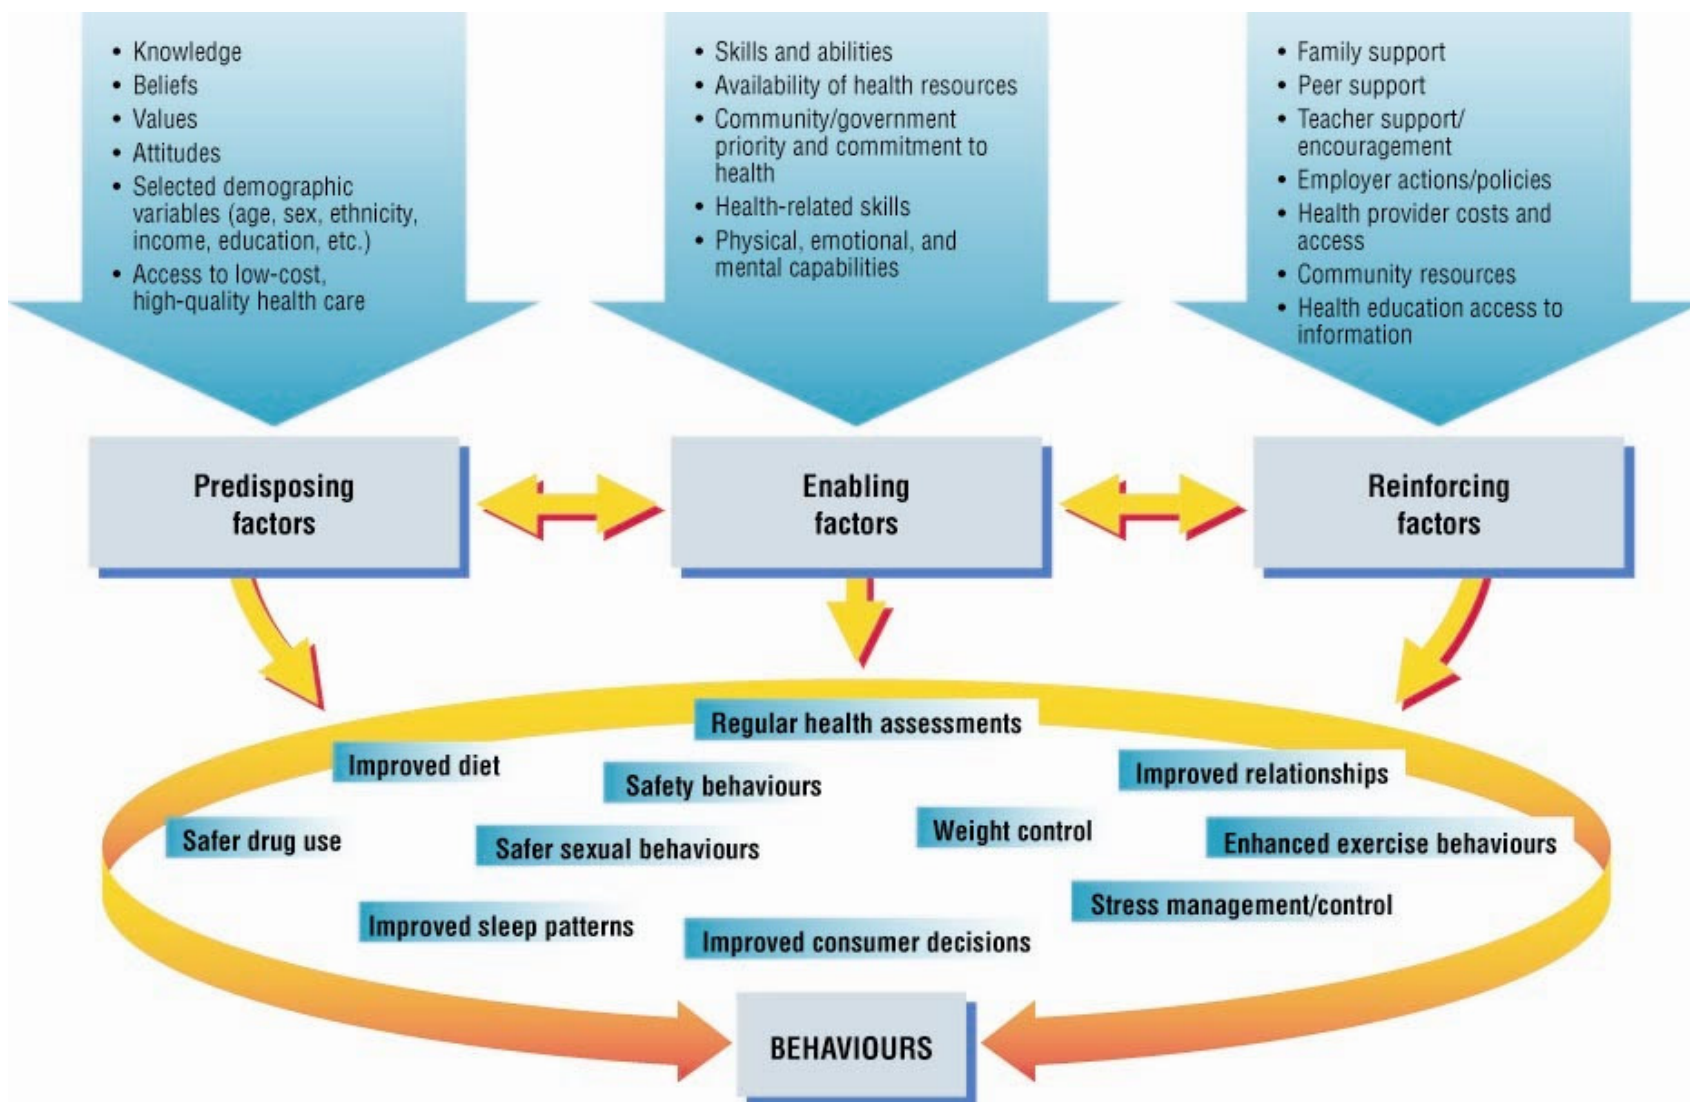 • Knowledge
• Beliefs
• Values
• Attitudes
• Selected demographic
variables (age, sex, ethnicity,
income, education, etc.)
• Access to low-cost,
high-quality health care
• Skills and abilities
• Availability of health resources
• Community/government
priority and commitment to
health
• Health-related skills
• Physical, emotional, and
mental capabilities
• Family support
• Peer support
• Teacher support/
encouragement
• Employer actions/policies
• Health provider costs and
access
• Community resources
• Health education access to
information
Predisposing
factors
Enabling
factors
Reinforcing
factors
Regular health assessments
Improved diet
Safety behaviours
Improved relationships
Safer drug use
Safer sexual behaviours
Weight control
Enhanced exercise behaviours
Improved sleep patterns
Improved consumer decisions
Stress management/control
BEHAVIOURS